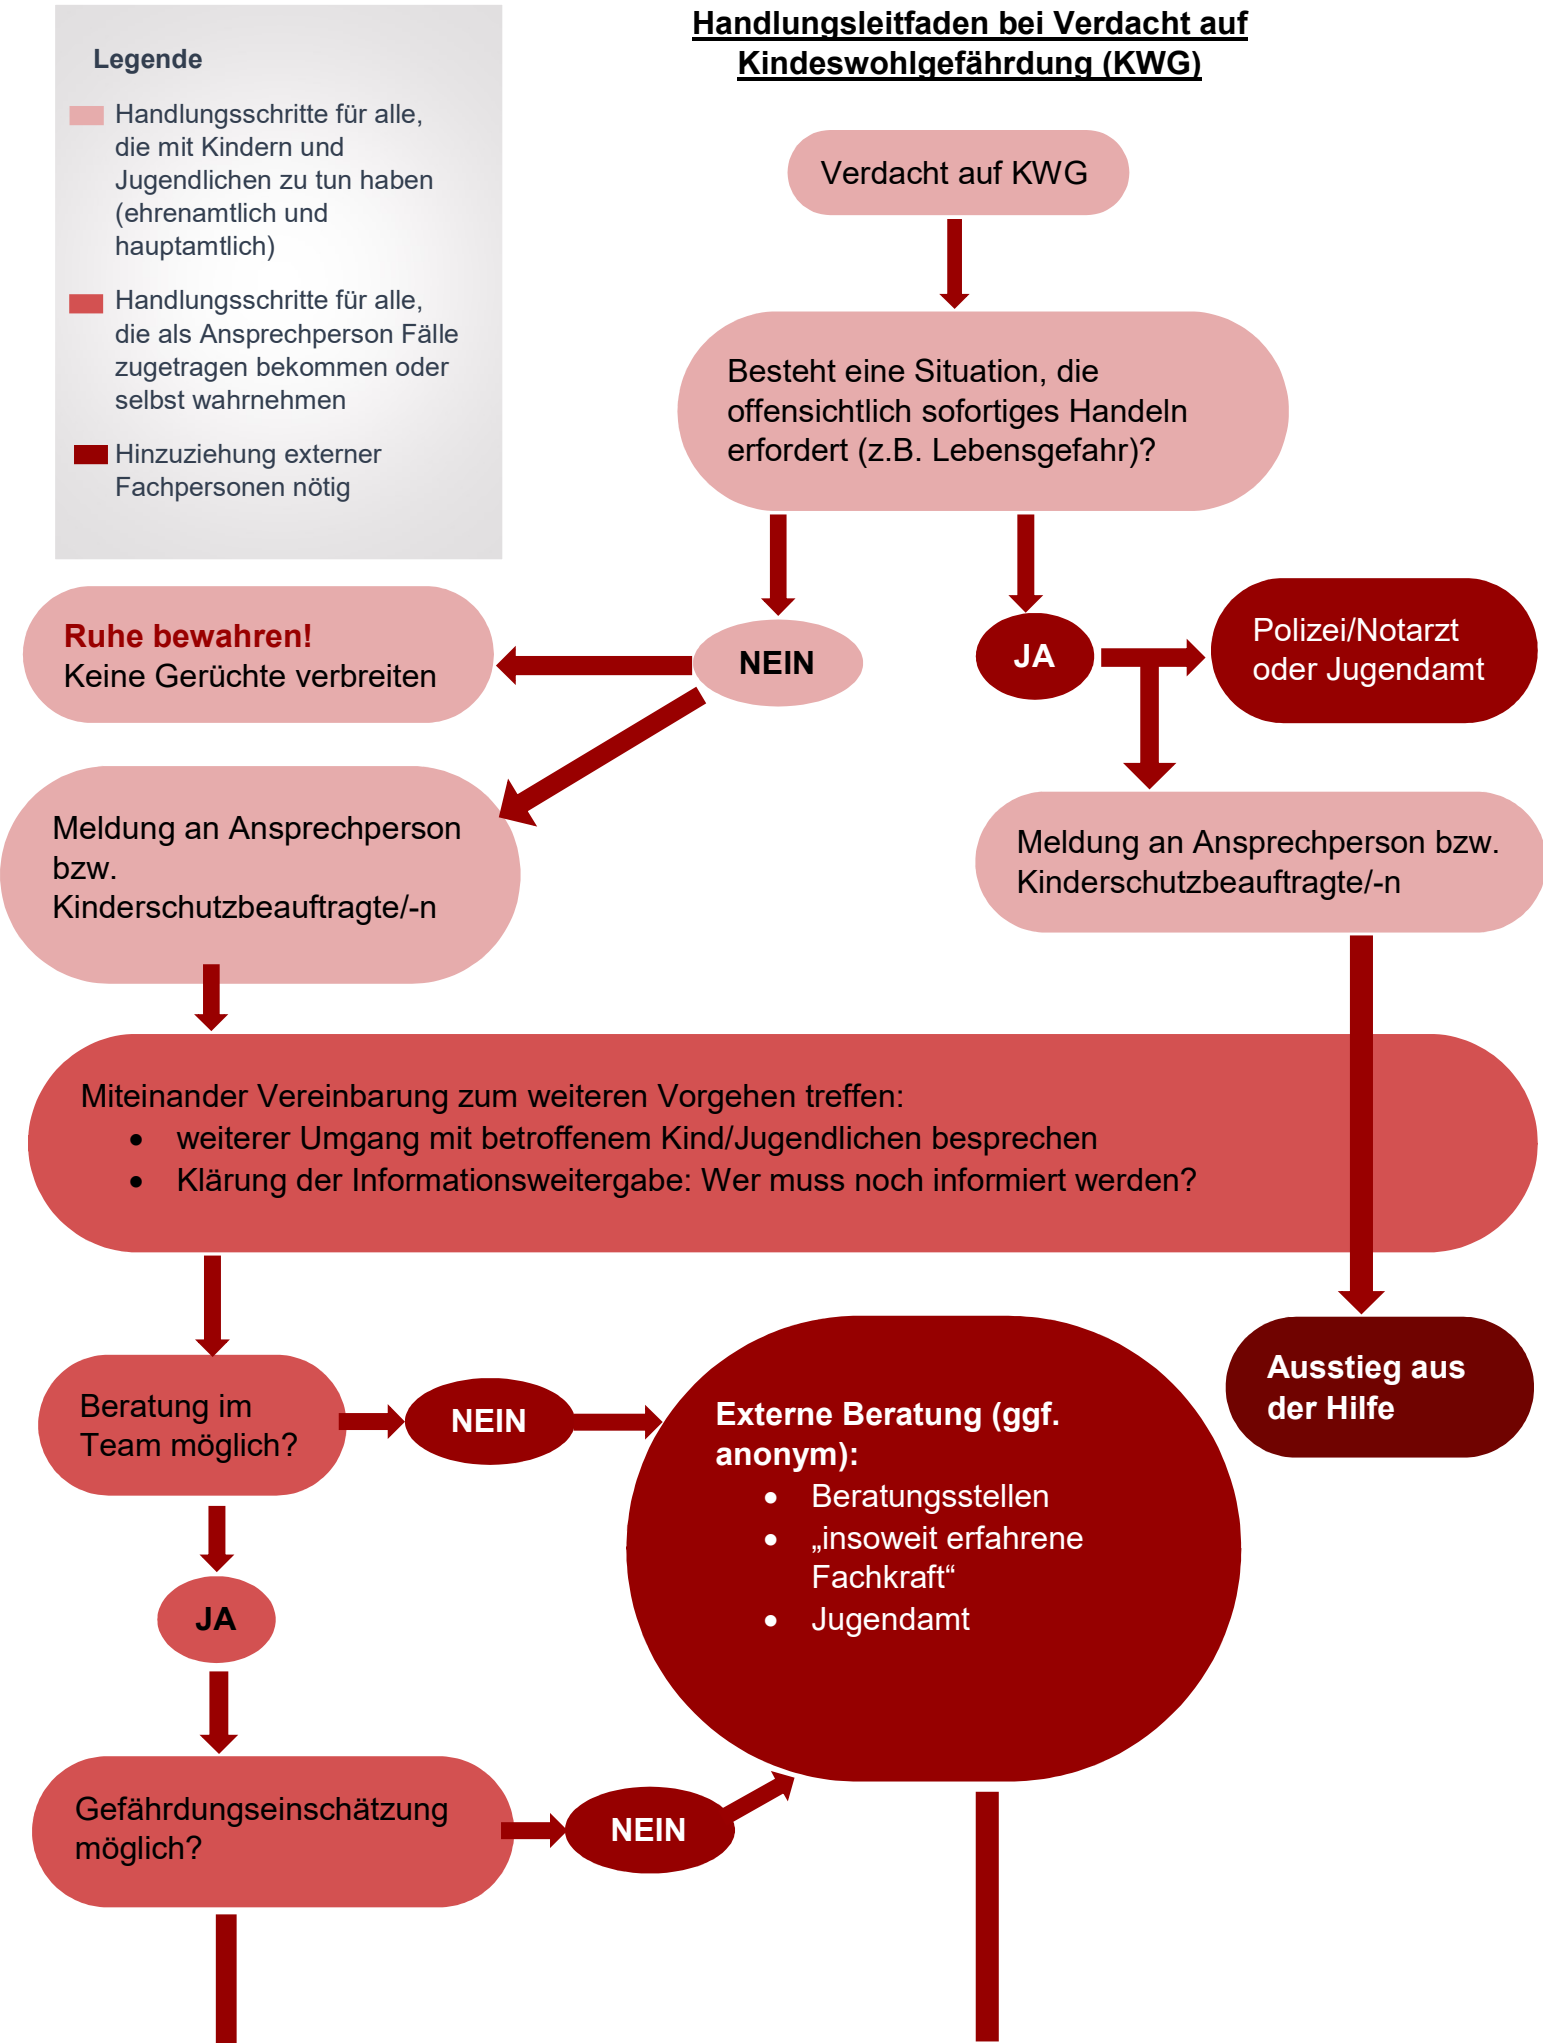 Handlungsleitfaden bei Verdacht auf
Kindeswohlgefährdung (KWG)
Legende
Handlungsschritte für alle,
die mit Kindern und
Jugendlichen zu tun haben
(ehrenamtlich und
hauptamtlich)
Handlungsschritte für alle,
die als Ansprechperson Fälle
zugetragen bekommen oder
selbst wahrnehmen
Hinzuziehung externer
Fachpersonen nötig
Verdacht auf KWG
Besteht eine Situation, die
offensichtlich sofortiges Handeln
erfordert (z.B. Lebensgefahr)?
Ruhe bewahren!
Keine Gerüchte verbreiten
NEIN
JA
Polizei/Notarzt
oder Jugendamt
Meldung an Ansprechperson
bzw.
Kinderschutzbeauftragte/-n
Meldung an Ansprechperson bzw.
Kinderschutzbeauftragte/-n
Miteinander Vereinbarung zum weiteren Vorgehen treffen:
• weiterer Umgang mit betroffenem Kind/Jugendlichen besprechen
• Klärung der Informationsweitergabe: Wer muss noch informiert werden?
Beratung im
Team möglich?
NEIN
Externe Beratung (ggf.
anonym):
• Beratungsstellen
• „insoweit erfahrene
Fachkraft“
• Jugendamt
Ausstieg aus
der Hilfe
JA
Gefährdungseinschätzung
möglich?
NEIN